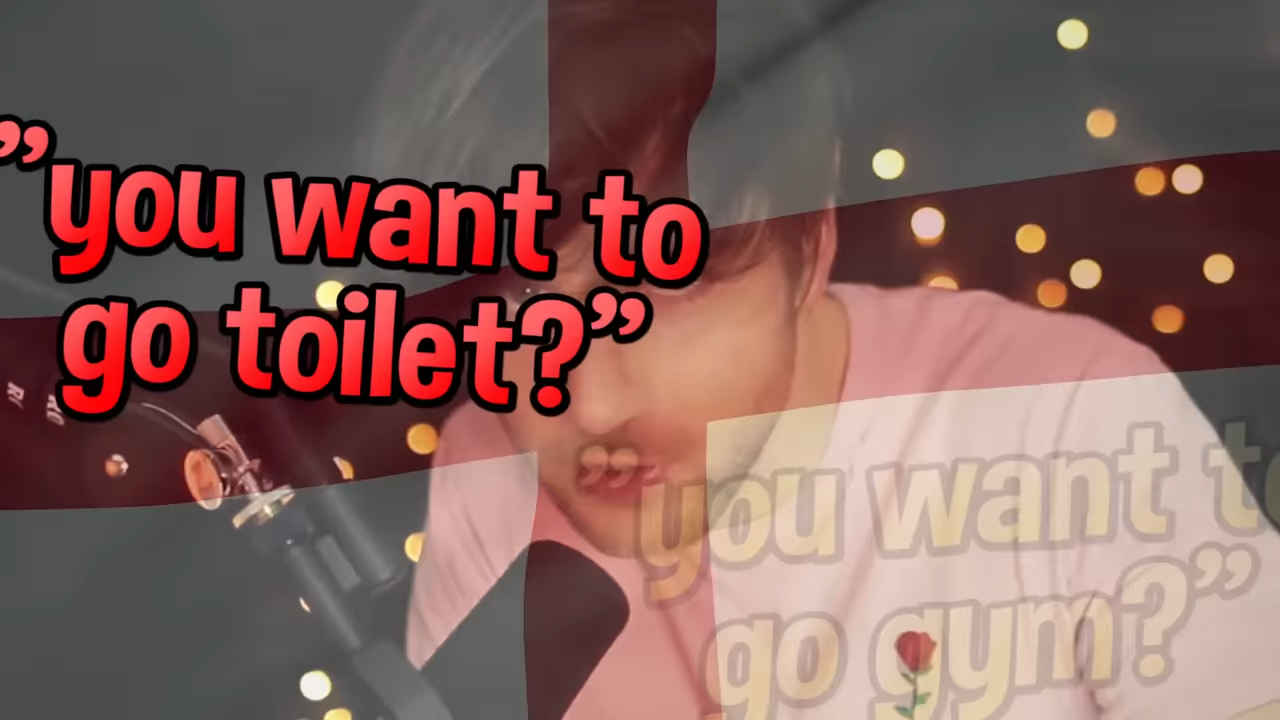 ”you want to
go toilet?”
you want to
go gym?”